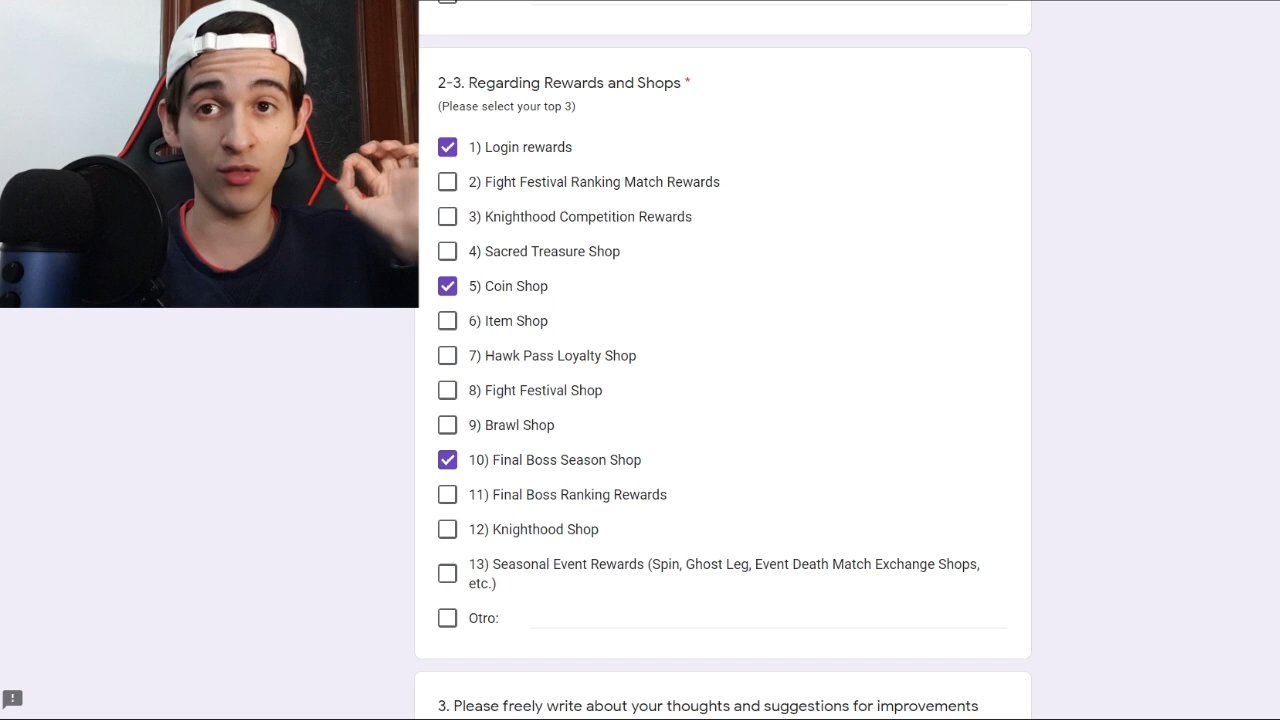 2-3. Regarding Rewards and Shops *
(Please select your top 3)
1) Login rewards
2) Fight Festival Ranking Match Rewards
3) Knighthood Competition Rewards
4) Sacred Treasure Shop
5) Coin Shop
6) Item Shop
7) Hawk Pass Loyalty Shop
8) Fight Festival Shop
9) Brawl Shop
10) Final Boss Season Shop
11) Final Boss Ranking Rewards
12) Knighthood Shop
13) Seasonal Event Rewards (Spin, Ghost Leg, Event Death Match Exchange Shops,
etc.)
Otro:
3. Please freely write about your thoughts and suggestions for improvements